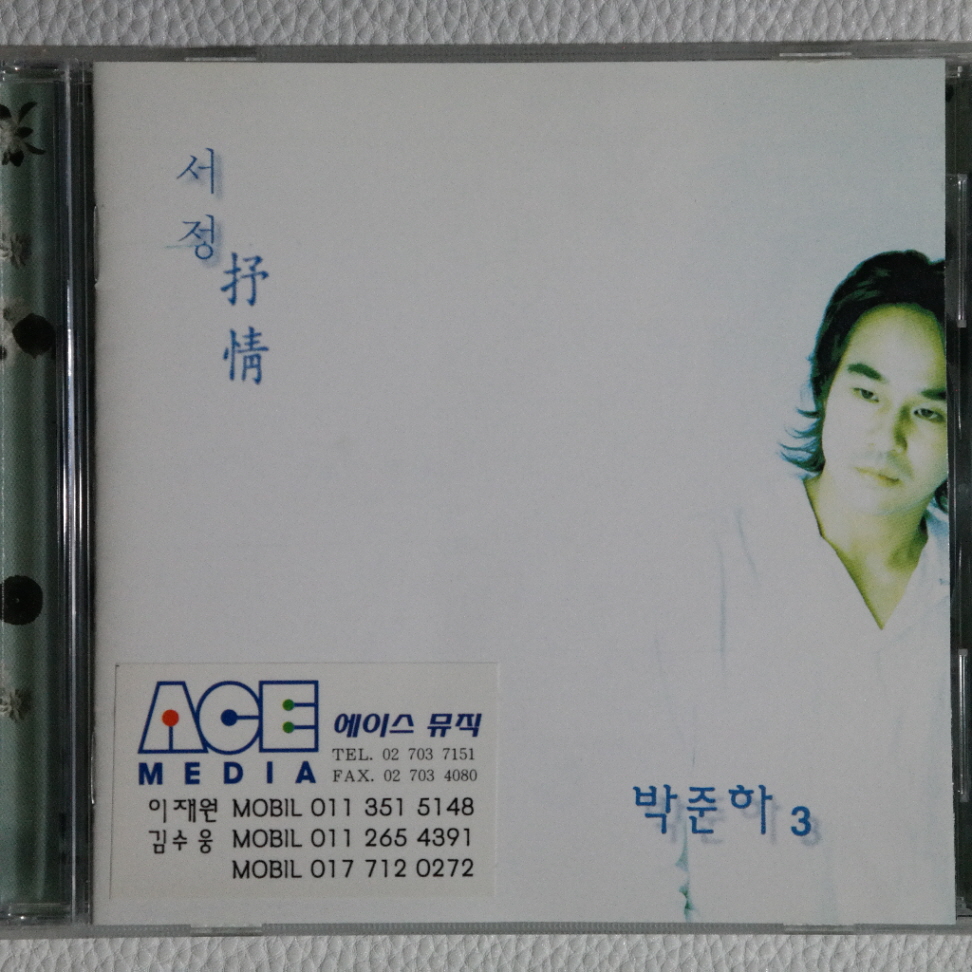 서
정
抒
情
ACE
MEDIA
에이스 뮤직
TEL. 02 703 7151
FAX. 02 703 4080
이재원 MOBIL 011 351 5148
김수웅 MOBIL 011 265 4391
MOBIL 017 712 0272
박준하 3